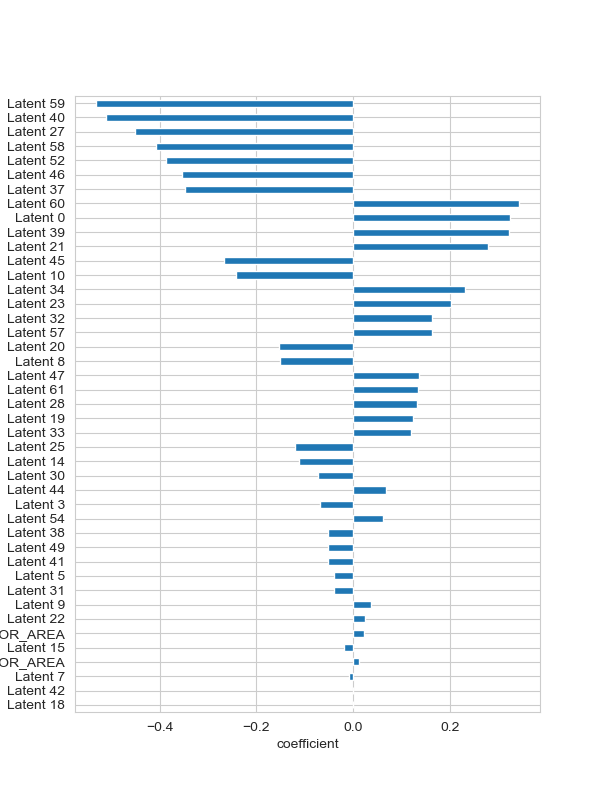 Latent 59
Latent 40
Latent 27
Latent 58
Latent 52
Latent 46
Latent 37
Latent 60
Latent 0
Latent 39
Latent 21
Latent 45
Latent 10
Latent 34
Latent 23
Latent 32
Latent 57
Latent 20
Latent 8
Latent 47
Latent 61
Latent 28
Latent 19
Latent 33
Latent 25
Latent 14
Latent 30
Latent 44
Latent 3
Latent 54
Latent 38
Latent 49
Latent 41
Latent 5
Latent 31
Latent 9
Latent 22
OR_AREA
Latent 15
OR_AREA
Latent 7
Latent 42
Latent 18
−0.4 −0.2 0.0 0.2
coefficient